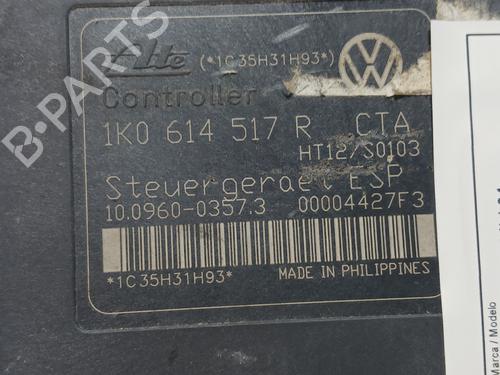 Ate (*1C35H31H93*)
Controller
1K0 614 517 R CTA
HT12/S0103
Steuergeraet ESP
10.0960-0357.3 00004427F3
*1C35H31H93*
MADE IN PHILIPPINES
Marca / Modelo
B-PARTS